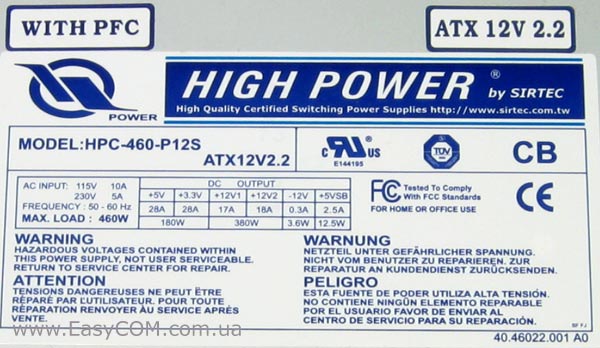 WITH PFC
ATX 12V 2.2
POWER
HIGH POWER® by SIRTEC
High Quality Certified Switching Power Supplies http://www.sirtec.com.tw
MODEL:HPC-460-P12S
ATX12V2.2
c RU us
E144195
TÜV
CB
AC INPUT: 115V 10A
230V 5A
FREQUENCY : 50 - 60 Hz
MAX. LOAD : 460W
DC OUTPUT
+5V +3.3V +12V1 +12V2 -12V +5VSB
28A 28A 17A 18A 0.3A 2.5A
180W 380W 3.6W 12.5W
FC Tested To Comply
With FCC Standards
FOR HOME OR OFFICE USE
CE
WARNING
HAZARDOUS VOLTAGES CONTAINED WITHIN
THIS POWER SUPPLY, NOT USER SERVICEABLE.
RETURN TO SERVICE CENTER FOR REPAIR.
ATTENTION
TENSIONS DANGEREUSES NE PEUT ETRE
RÉPARÉ PAR L'UTILISATEUR. POUR TOUTE
RÉPARATION RENVOYER AU SERVICE APRÈS
VENTE.
WARNUNG
NETZTEIL UNTER GEFÄHRLICHER SPANNUNG.
NICHT VOM BENUTZER ZU REPARIEREN. ZUR
REPARATUR AN KUNDENDIENST ZURÜCKSENDEN.
PELIGRO
ESTA FUENTE DE PODER UTILIZA ALTA TENSIÓN.
NO CONTIENE NINGÚN ELEMENTO REPARABLE
POR EL USUARIO FAVOR DE ENVIAR AL
CENTRO DE SERVICIO PARA SU REPARACIÓN.
www.EasyCOM.com.ua
40.46022.001 A0